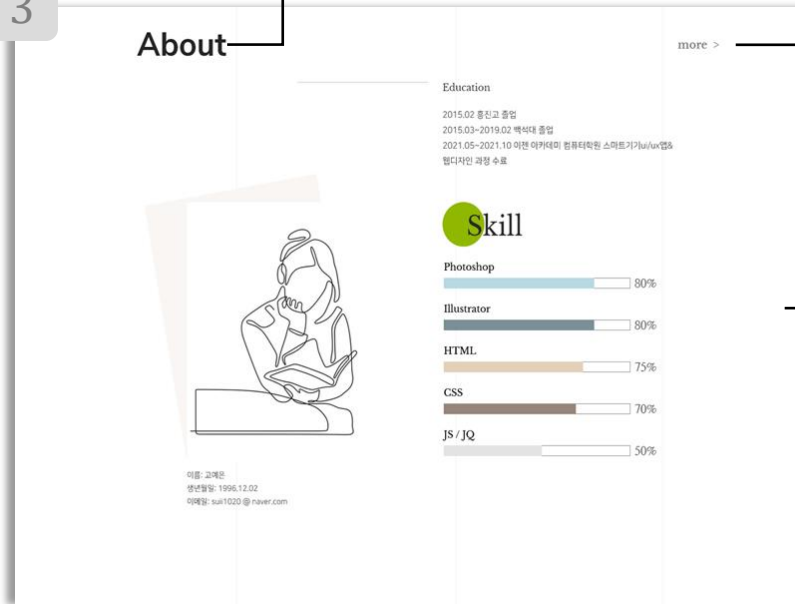 3
About
more >
Education
2015.02 홍진고 졸업
2015.03~2019.02 백석대 졸업
2021.05~2021.10 이젠 아카데미 컴퓨터학원 스마트기기ui/ux앱&
웹디자인 과정 수료
Skill
Photoshop
80%
Illustrator
80%
HTML
75%
CSS
70%
JS / JQ
50%
이름: 고예은
생년월일: 1996.12.02
이메일: suii1020 @ naver.com